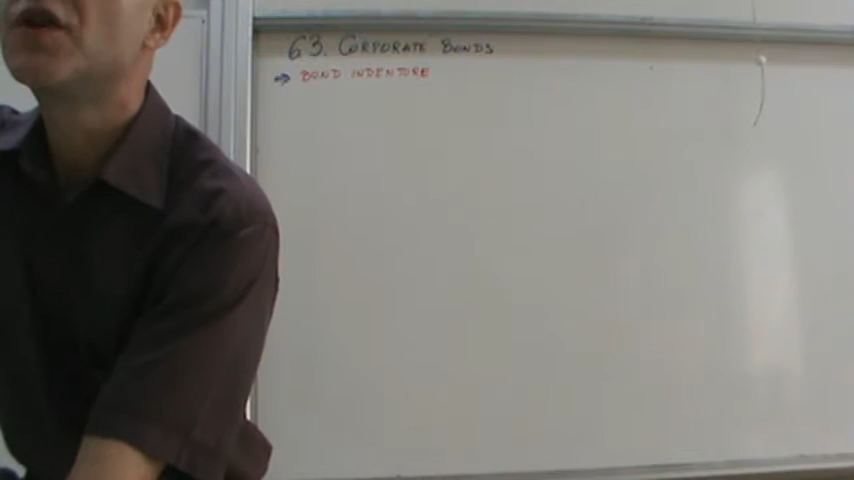 63. CORPORATE BONDS
⇒ BOND INDENTURE